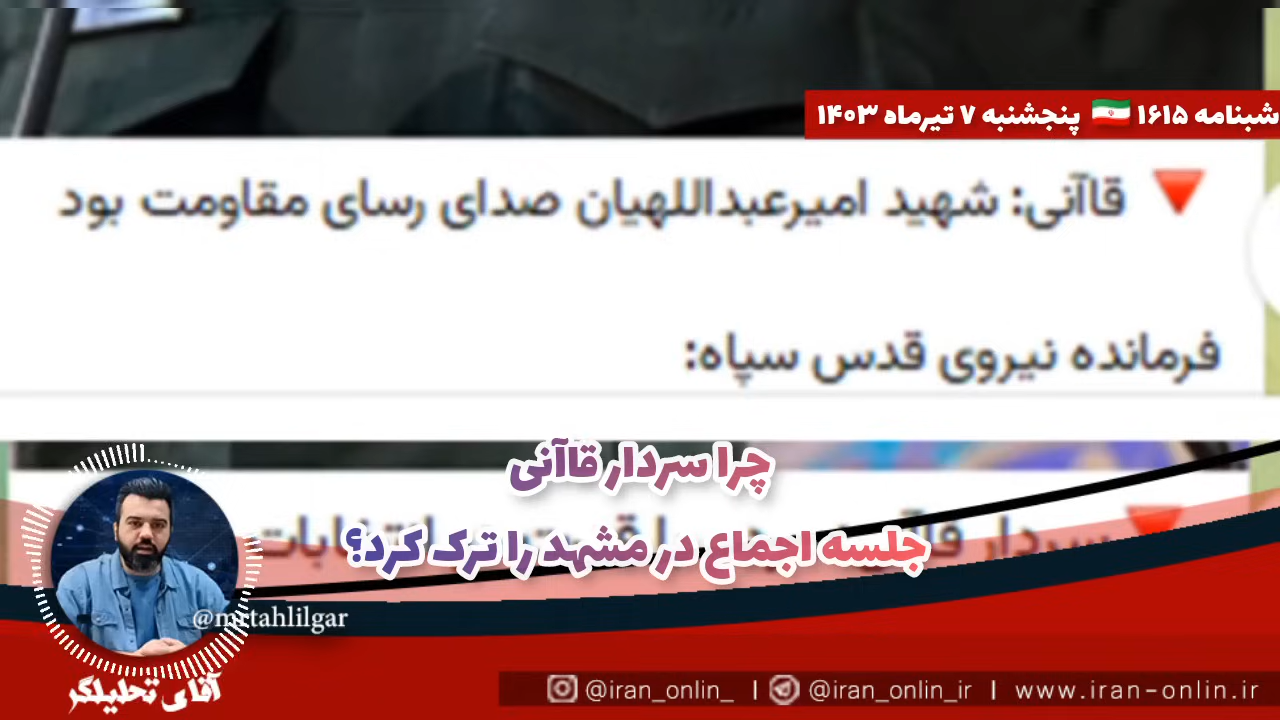 شبنامه ۱۶۱۵ 🇮🇷 پنجشنبه ۷ تیرماه ۱۴۰۳
🔻 قاآنی: شهید امیرعبداللهیان صدای رسای مقاومت بود
فرمانده نیروی قدس سپاه:
چرا سردار قاآنی
جلسه اجماع در مشهد را ترک کرد؟
@mrtahlilgar
آقای تحلیلگر
@iran_onlin_ | @iran_onlin_ir | www.iran-onlin.ir